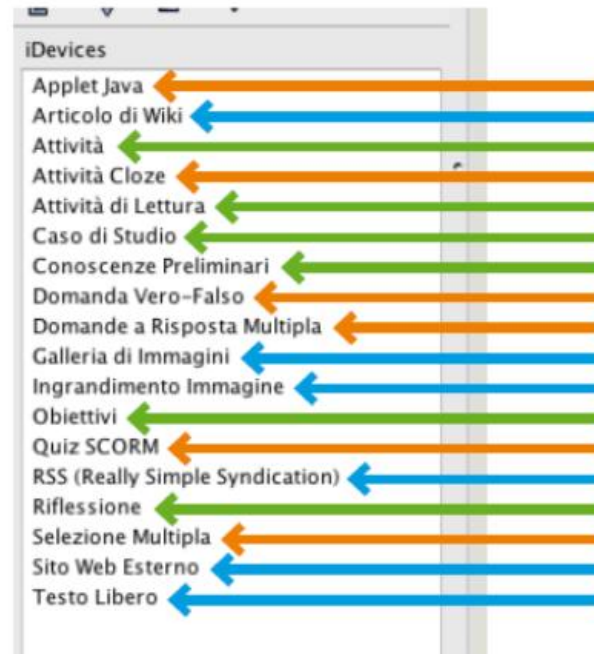 iDevices
Applet Java
Articolo di Wiki
Attività
Attività Cloze
Attività di Lettura
Caso di Studio
Conoscenze Preliminari
Domanda Vero-Falso
Domande a Risposta Multipla
Galleria di Immagini
Ingrandimento Immagine
Obiettivi
Quiz SCORM
RSS (Really Simple Syndication)
Riflessione
Selezione Multipla
Sito Web Esterno
Testo Libero